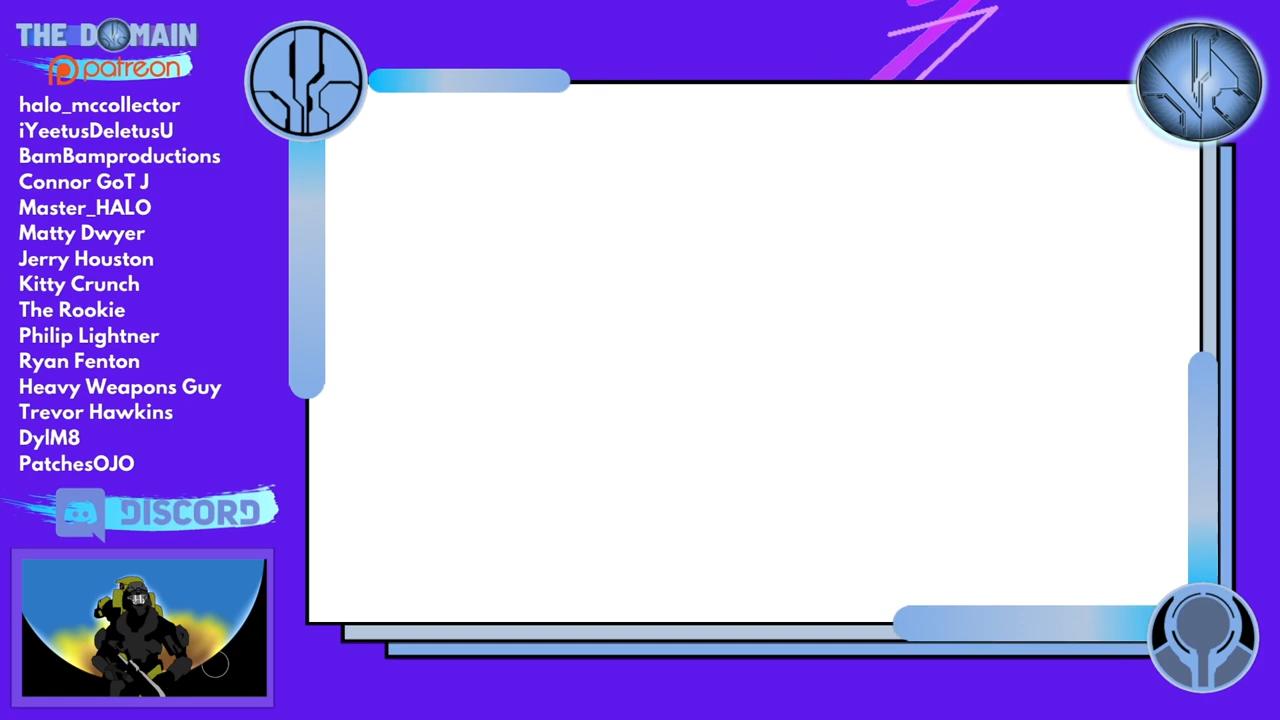 THE DOMAIN
patreon
halo_mccollector
iYeetusDeletusU
BamBamproductions
Connor GoT J
Master_HALO
Matty Dwyer
Jerry Houston
Kitty Crunch
The Rookie
Philip Lightner
Ryan Fenton
Heavy Weapons Guy
Trevor Hawkins
DylM8
PatchesOJO
DISCORD